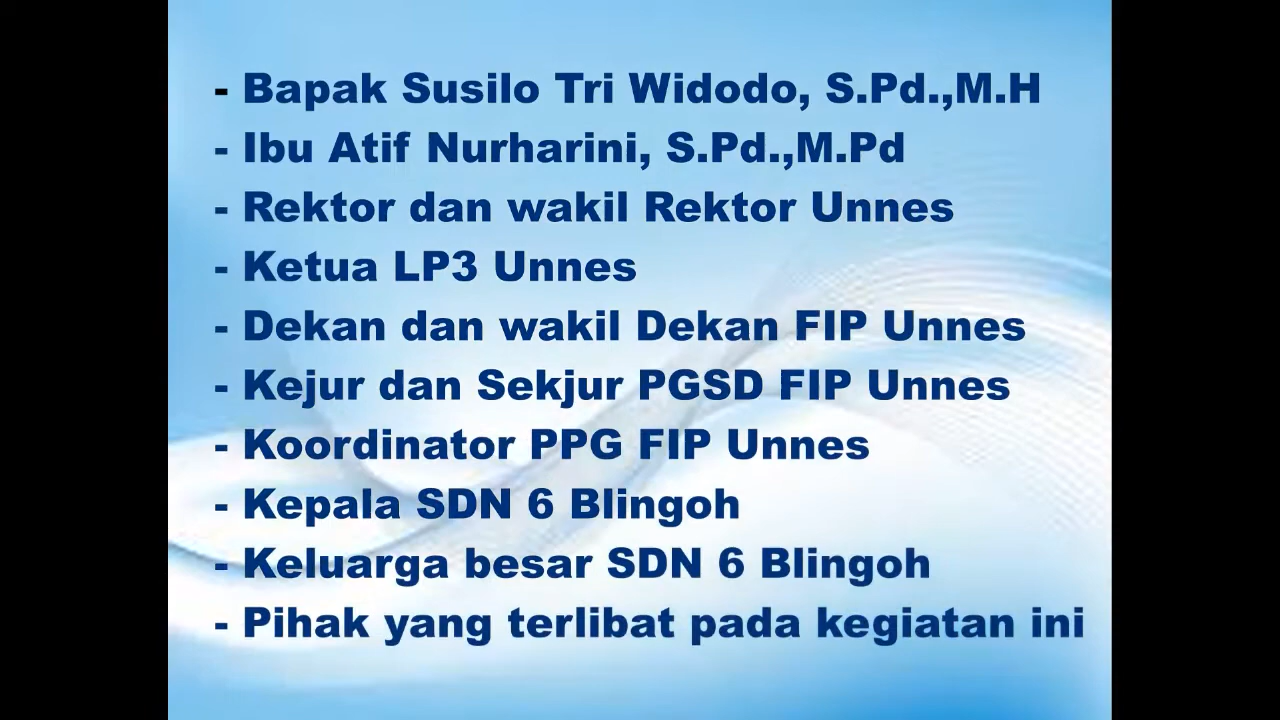 - Bapak Susilo Tri Widodo, S.Pd.,M.H
- Ibu Atif Nurharini, S.Pd.,M.Pd
- Rektor dan wakil Rektor Unnes
- Ketua LP3 Unnes
- Dekan dan wakil Dekan FIP Unnes
- Kejur dan Sekjur PGSD FIP Unnes
- Koordinator PPG FIP Unnes
- Kepala SDN 6 Blingoh
- Keluarga besar SDN 6 Blingoh
- Pihak yang terlibat pada kegiatan ini